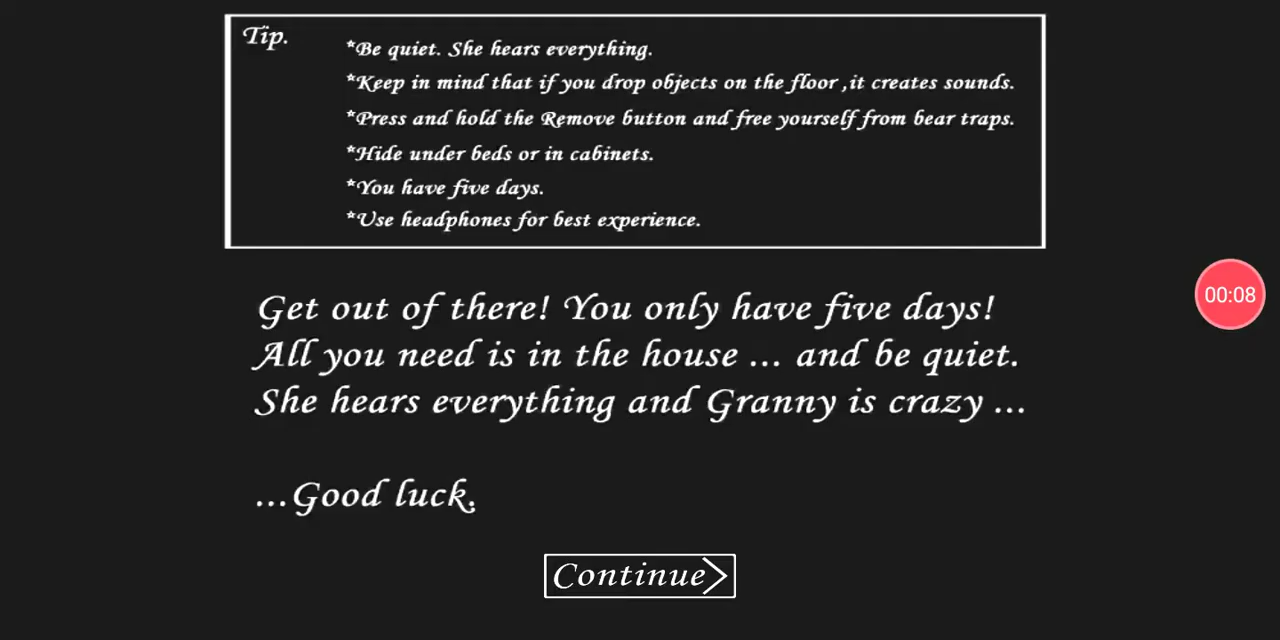 Tip.
*Be quiet. She hears everything.
*Keep in mind that if you drop objects on the floor ,it creates sounds.
*Press and hold the Remove button and free yourself from bear traps.
*Hide under beds or in cabinets.
*You have five days.
*Use headphones for best experience.
Get out of there! You only have five days!
All you need is in the house ... and be quiet.
She hears everything and Granny is crazy ...
...Good luck.
Continue>
00:08